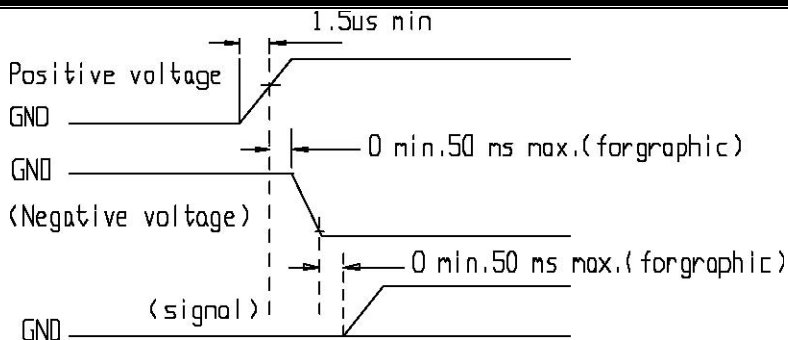 1.5us min
Positive voltage
GND
0 min.50 ms max.(forgraphic)
GND
(Negative voltage)
0 min.50 ms max.(forgraphic)
(signal)
GND